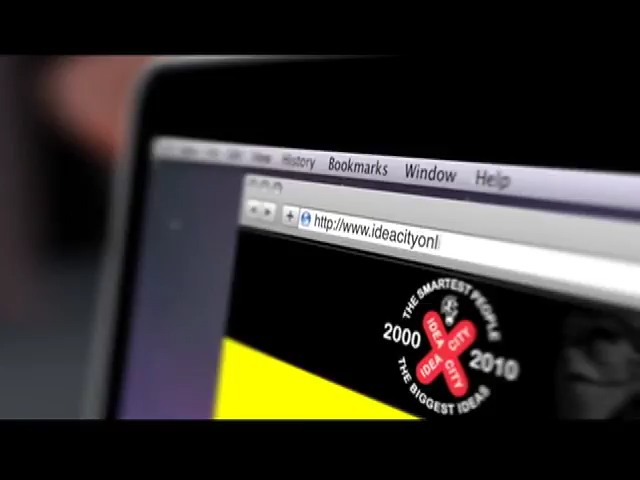 View History Bookmarks Window Help
http://www.ideacityonl
THE SMARTEST PEOPLE
2000
IDEA CITY
IDEA CITY
2010
THE BIGGEST IDEAS